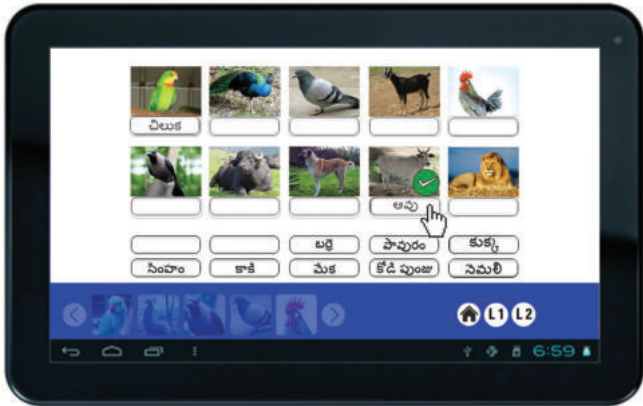 చిలుక
ఆవు
బర్రె పావురం కుక్క
సింహం కాకి మేక కోడి పుంజు నెమలి
L1 L2
6:59